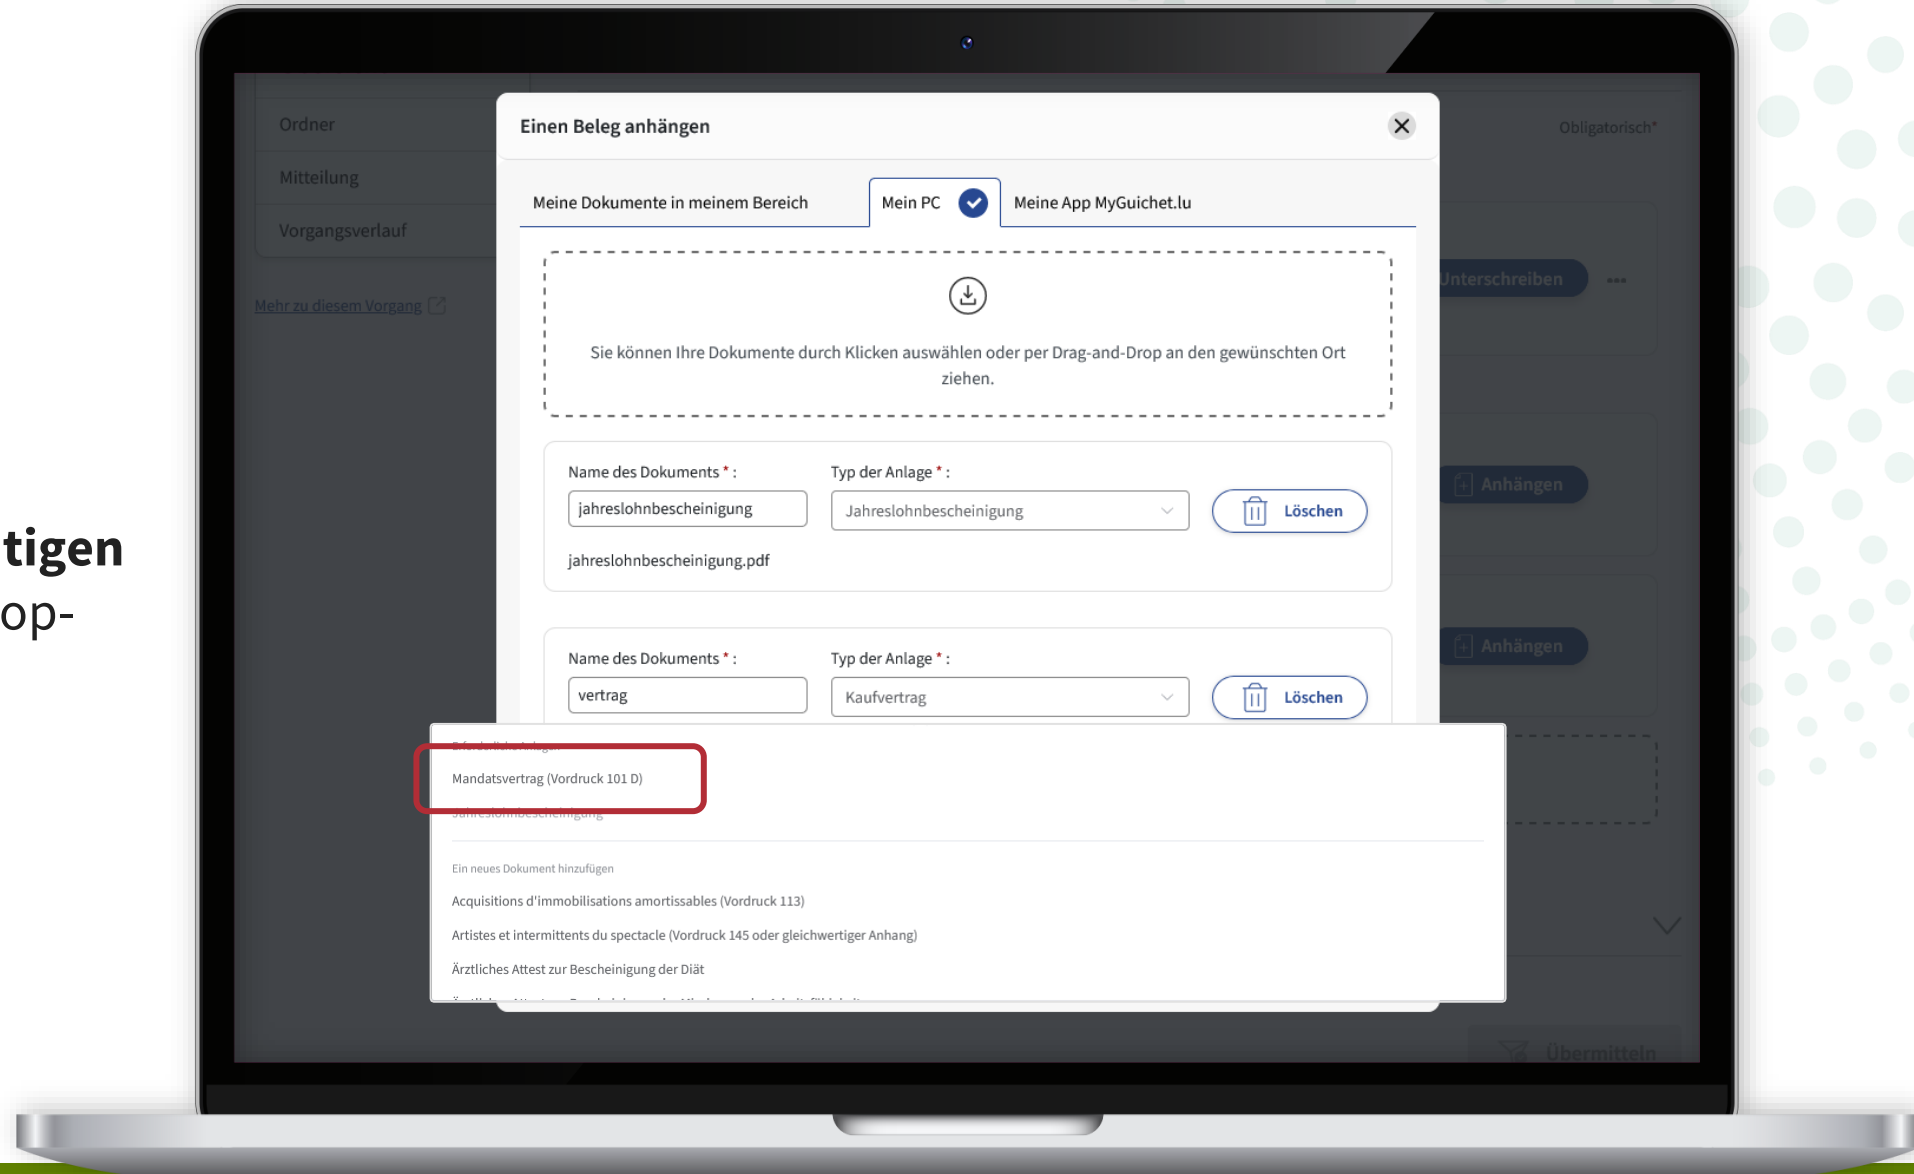 tigen
op-
Ordner
Mitteilung
Vorgangsverlauf
Mehr zu diesem Vorgang
Einen Beleg anhängen
Obligatorisch*
Meine Dokumente in meinem Bereich
Mein PC
Meine App MyGuichet.lu
Sie können Ihre Dokumente durch Klicken auswählen oder per Drag-and-Drop an den gewünschten Ort
ziehen.
Unterschreiben
Name des Dokuments * :
Typ der Anlage * :
jahreslohnbescheinigung
Jahreslohnbescheinigung
Löschen
jahreslohnbescheinigung.pdf
Anhängen
Name des Dokuments * :
Typ der Anlage * :
vertrag
Kaufvertrag
Löschen
Anhängen
Mandatsvertrag (Vordruck 101 D)
Jahreslohnbescheinigung
Ein neues Dokument hinzufügen
Acquisitions d'immobilisations amortissables (Vordruck 113)
Artistes et intermittents du spectacle (Vordruck 145 oder gleichwertiger Anhang)
Ärztliches Attest zur Bescheinigung der Diät
Übermitteln